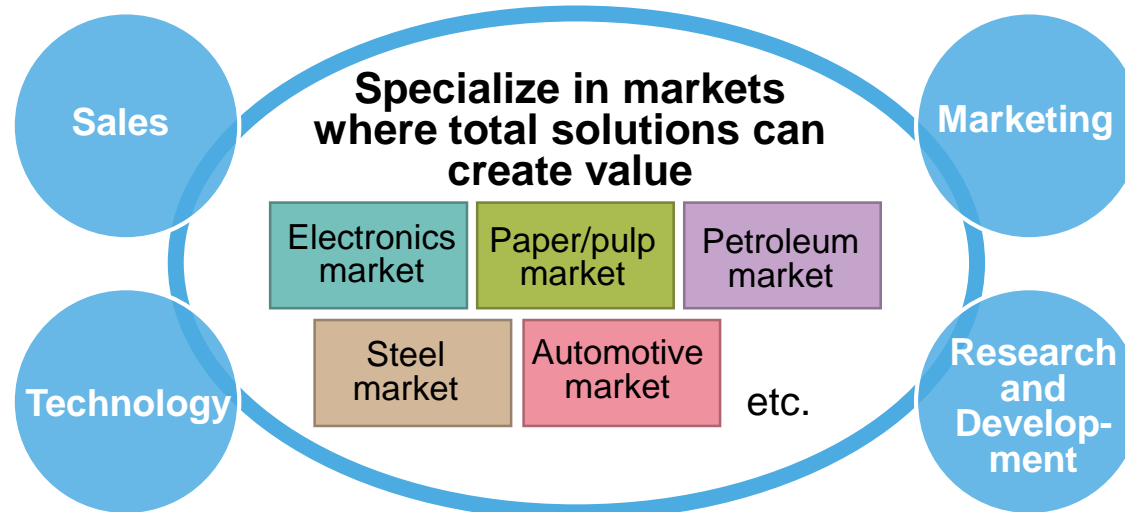 Specialize in markets
where total solutions can
create value
Sales
Marketing
Electronics
market
Paper/pulp
market
Petroleum
market
Steel
market
Automotive
market
etc.
Technology
Research
and
Develop-
ment